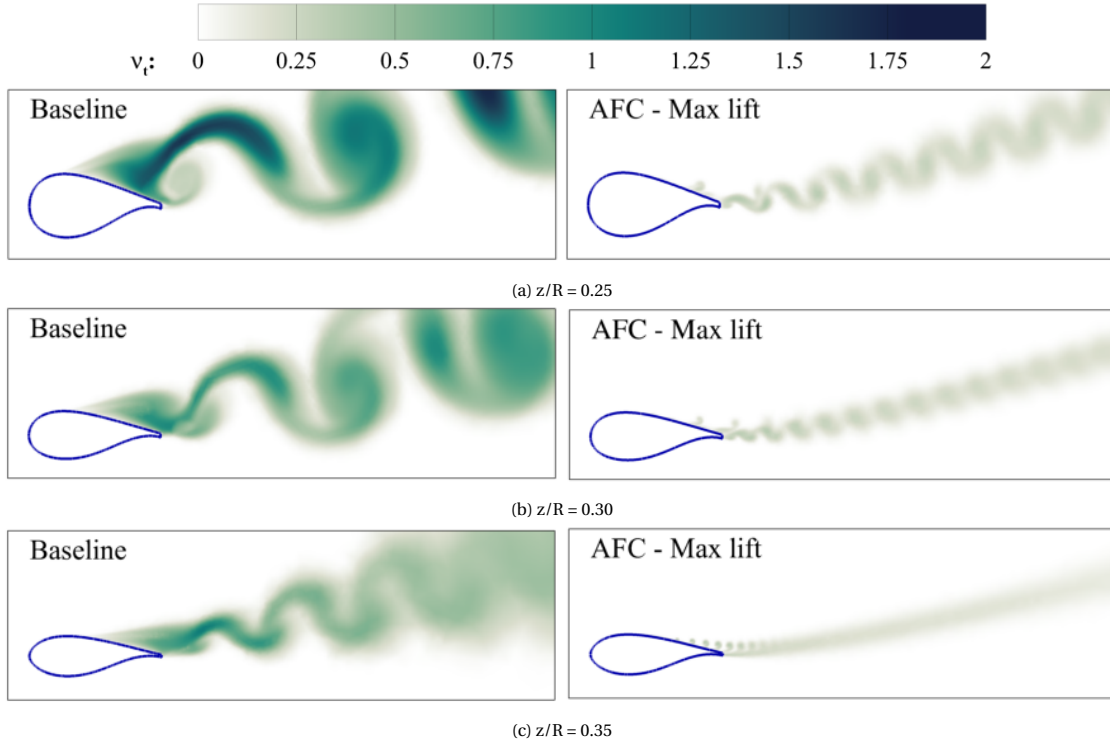 ν_t: 0 0.25 0.5 0.75 1 1.25 1.5 1.75 2
Baseline AFC - Max lift
(a) z/R = 0.25
Baseline AFC - Max lift
(b) z/R = 0.30
Baseline AFC - Max lift
(c) z/R = 0.35